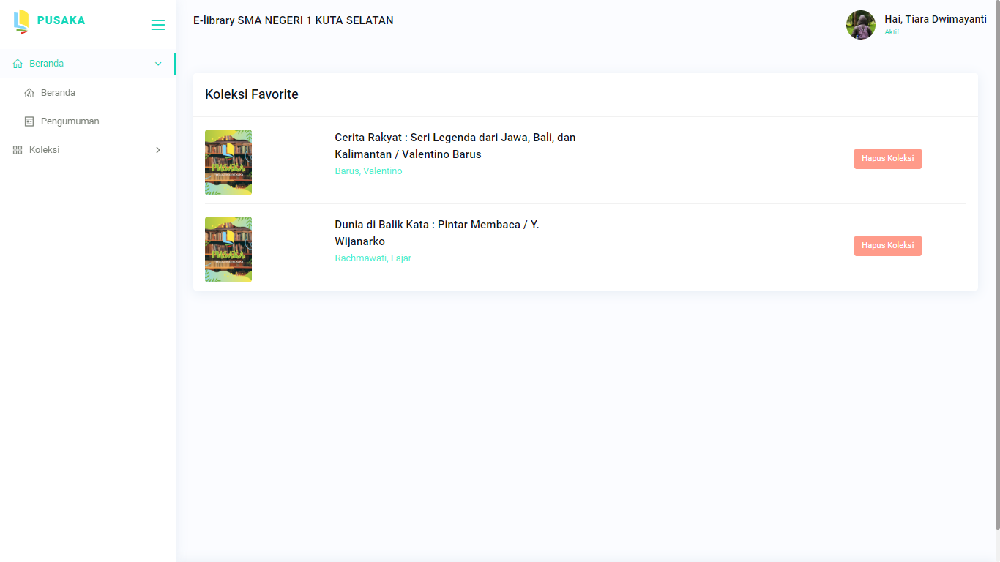 PUSAKA
E-library SMA NEGERI 1 KUTA SELATAN
Hai, Tiara Dwimayanti
Aktif
Beranda
Beranda
Pengumuman
Koleksi
Koleksi Favorite
Cerita Rakyat : Seri Legenda dari Jawa, Bali, dan
Kalimantan / Valentino Barus
Barus, Valentino
Hapus Koleksi
PUSAKA
Dunia di Balik Kata : Pintar Membaca / Y.
Wijanarko
Rachmawati, Fajar
Hapus Koleksi
PUSAKA